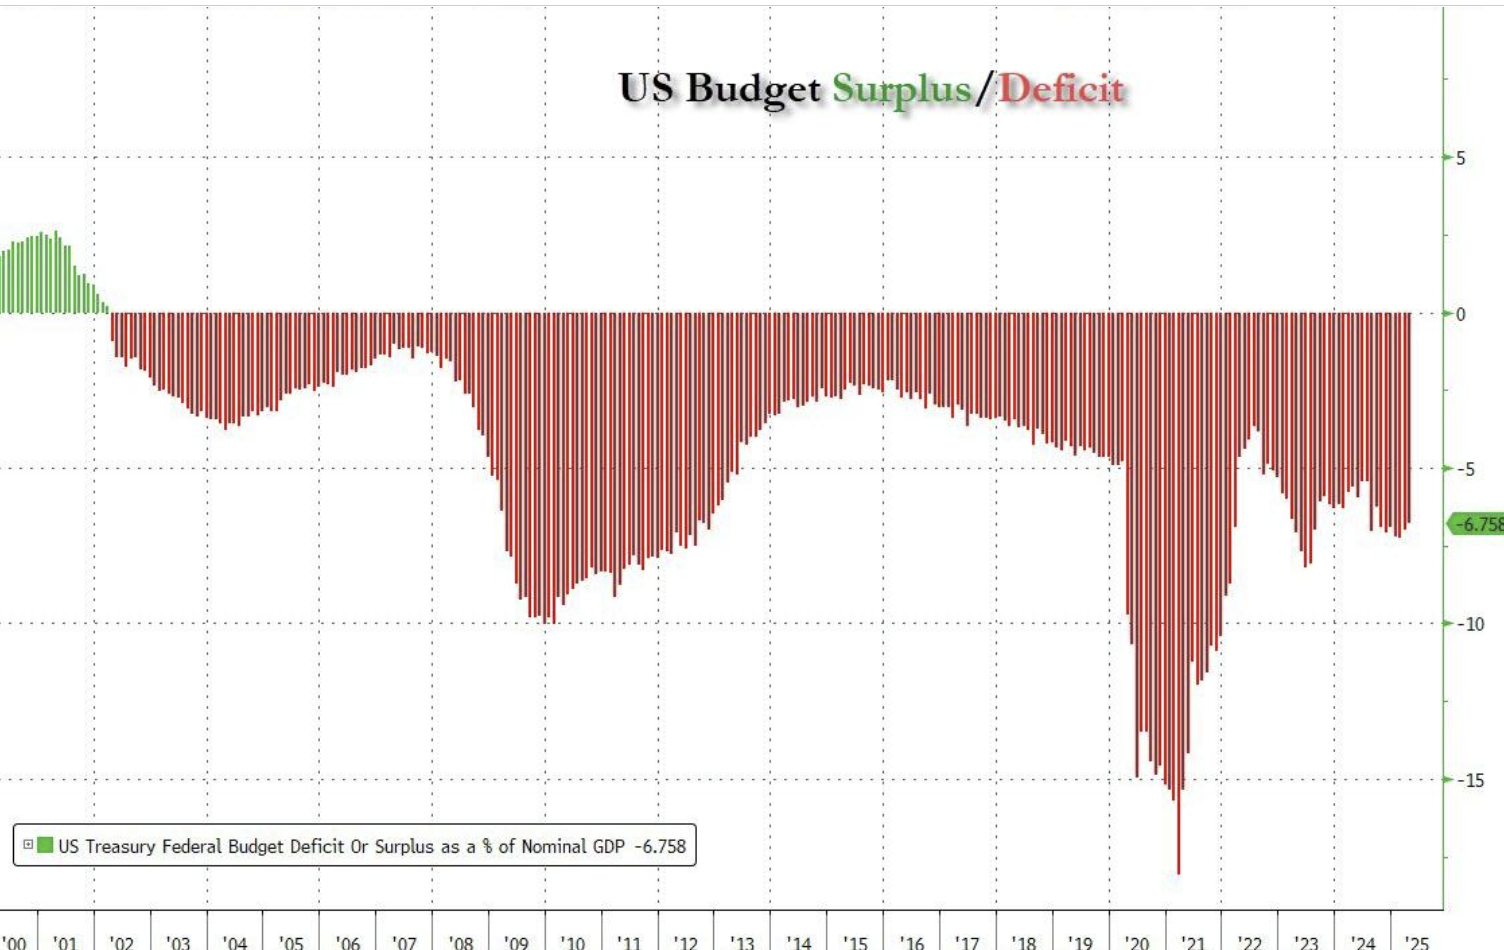 US Budget Surplus/Deficit
5
0
-5
-6.758
-10
-15
US Treasury Federal Budget Deficit Or Surplus as a % of Nominal GDP -6.758
'00 '01 '02 '03 '04 '05 '06 '07 '08 '09 '10 '11 '12 '13 '14 '15 '16 '17 '18 '19 '20 '21 '22 '23 '24 '25